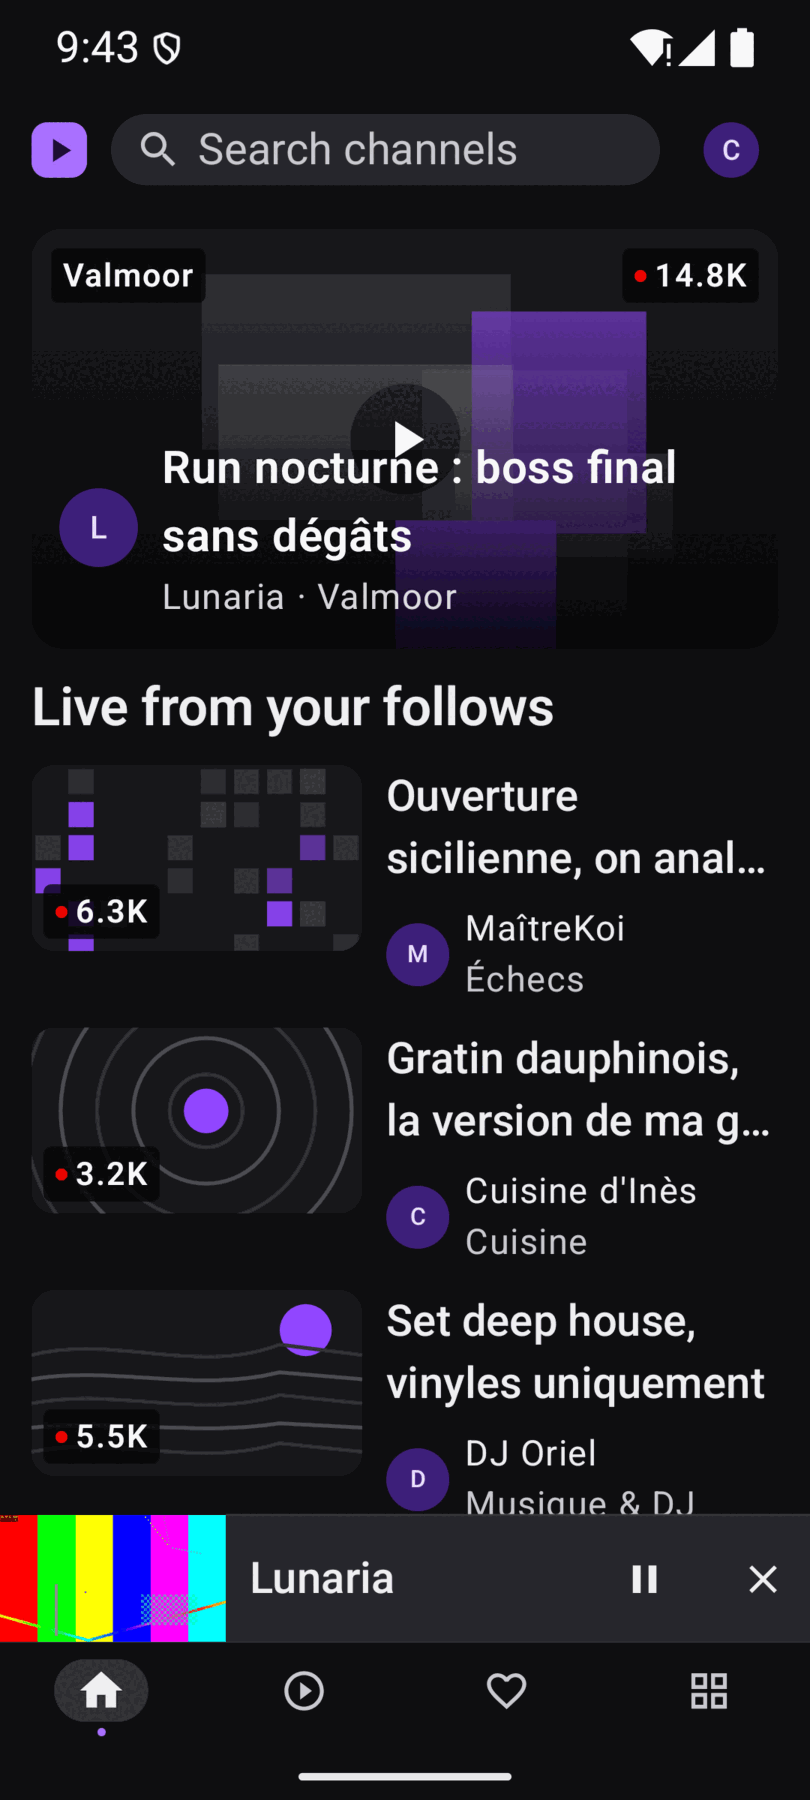 9:43
Search channels
C
Valmoor
14.8K
Run nocturne : boss final
sans dégâts
L
Lunaria · Valmoor
Live from your follows
Ouverture
sicilienne, on anal…
6.3K
MaîtreKoi
M
Échecs
Gratin dauphinois,
la version de ma g…
3.2K
Cuisine d'Inès
C
Cuisine
Set deep house,
vinyles uniquement
5.5K
DJ Oriel
D
Musique & DJ
Lunaria